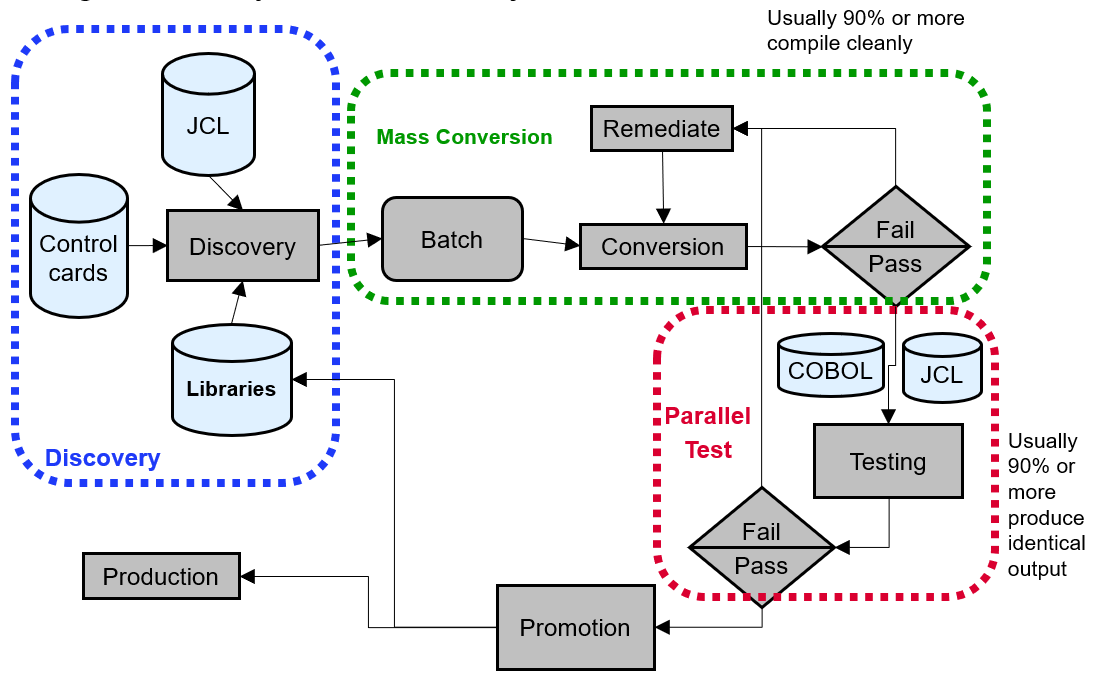 Usually 90% or more
compile cleanly
JCL
Mass Conversion
Remediate
Control
cards
Discovery
Batch
Conversion
Fail
Pass
Libraries
COBOL
JCL
Parallel
Test
Discovery
Testing
Usually
90% or
more
produce
identical
output
Fail
Pass
Production
Promotion